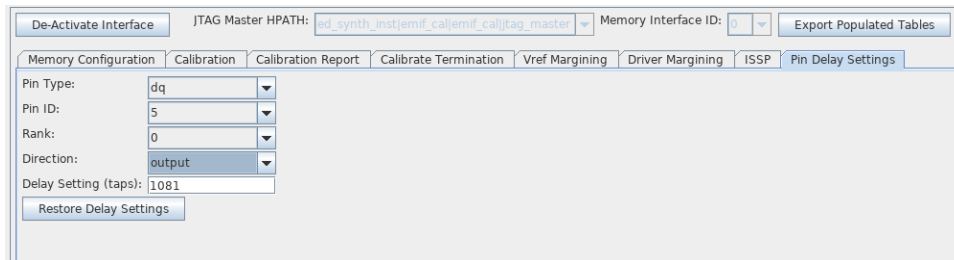 De-Activate Interface JTAG Master HPATH: ed_synth_inst|emif_cal|emif_cal|jtag_master Memory Interface ID: 0 Export Populated Tables
Memory Configuration Calibration Calibration Report Calibrate Termination Vref Margining Driver Margining ISSP Pin Delay Settings
Pin Type: dq
Pin ID: 5
Rank: 0
Direction: output
Delay Setting (taps): 1081
Restore Delay Settings